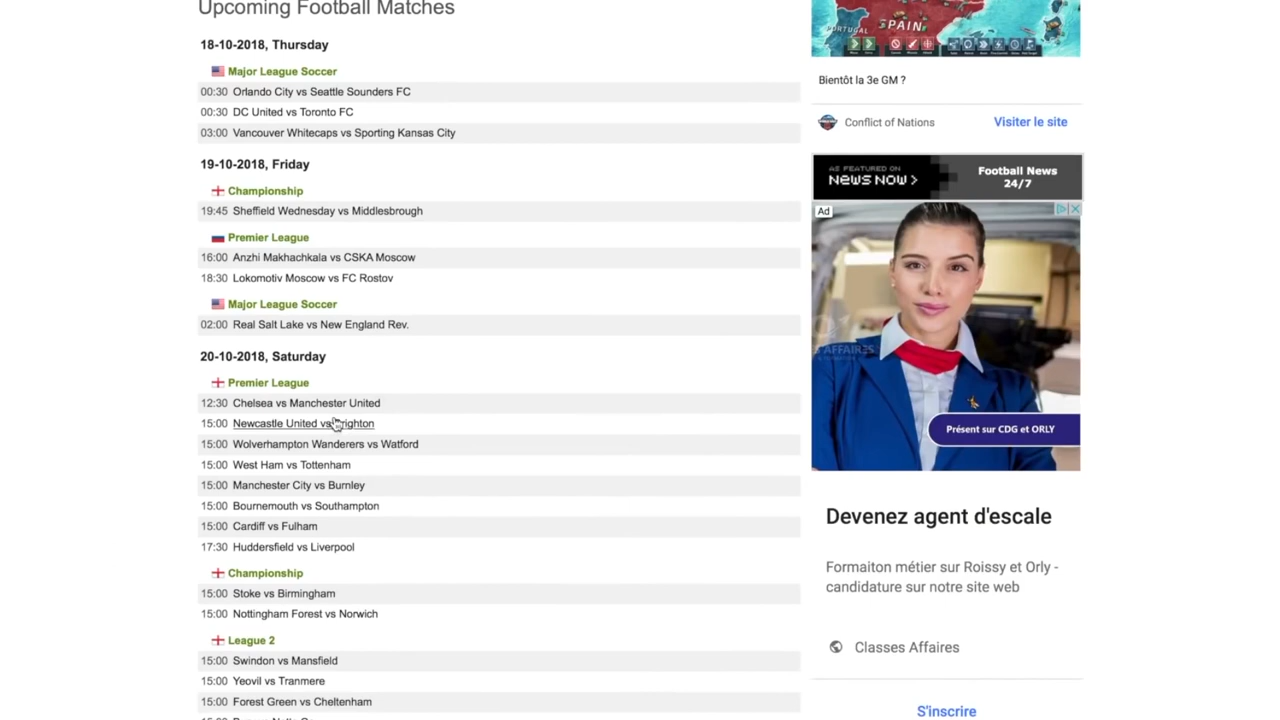 Upcoming Football Matches
18-10-2018, Thursday
Major League Soccer
00:30 Orlando City vs Seattle Sounders FC
00:30 DC United vs Toronto FC
03:00 Vancouver Whitecaps vs Sporting Kansas City
19-10-2018, Friday
Championship
19:45 Sheffield Wednesday vs Middlesbrough
Premier League
16:00 Anzhi Makhachkala vs CSKA Moscow
18:30 Lokomotiv Moscow vs FC Rostov
Major League Soccer
02:00 Real Salt Lake vs New England Rev.
20-10-2018, Saturday
Premier League
12:30 Chelsea vs Manchester United
15:00 Newcastle United vs Brighton
15:00 Wolverhampton Wanderers vs Watford
15:00 West Ham vs Tottenham
15:00 Manchester City vs Burnley
15:00 Bournemouth vs Southampton
15:00 Cardiff vs Fulham
17:30 Huddersfield vs Liverpool
Championship
15:00 Stoke vs Birmingham
15:00 Nottingham Forest vs Norwich
League 2
15:00 Swindon vs Mansfield
15:00 Yeovil vs Tranmere
15:00 Forest Green vs Cheltenham
PORTUGAL SPAIN
Bientôt la 3e GM ?
Conflict of Nations Visiter le site
AS FEATURED ON
NEWS NOW >
Football News
24/7
Ad
AFFAIRES
Présent sur CDG et ORLY
Devenez agent d'escale
Formaiton métier sur Roissy et Orly -
candidature sur notre site web
Classes Affaires
S'inscrire